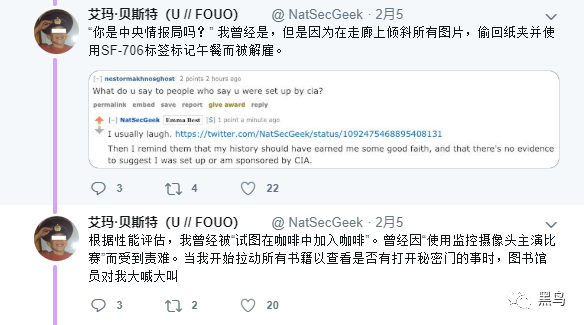 艾玛·贝斯特（U // FOUO） @ NatSecGeek · 2月5
“你是中央情报局吗？” 我曾经是，但是因为在走廊上倾斜所有图片，偷回纸夹并使
用SF-706标签标记午餐而被解雇。
[-] nestormakhnosghost 2 points 2 hours ago
What do u say to people who say u were set up by cia?
permalink embed save report give award reply
[-] NatSecGeek Emma Best [S] 1 point a minute ago
I usually laugh. https://twitter.com/NatSecGeek/status/1092475468895408131
Then I remind them that my history should have earned me some good faith, and that there's no evidence
to suggest I was set up or am sponsored by CIA.
3 4 22
艾玛·贝斯特（U // FOUO） @ NatSecGeek · 2月5
根据性能评估，我曾经被“试图在咖啡中加入咖啡”。曾经因“使用监控摄像头主演比
赛”而受到责难。当我开始拉动所有书籍以查看是否有打开秘密门的事时，图书馆
员对我大喊大叫
3 2 20
黑鸟